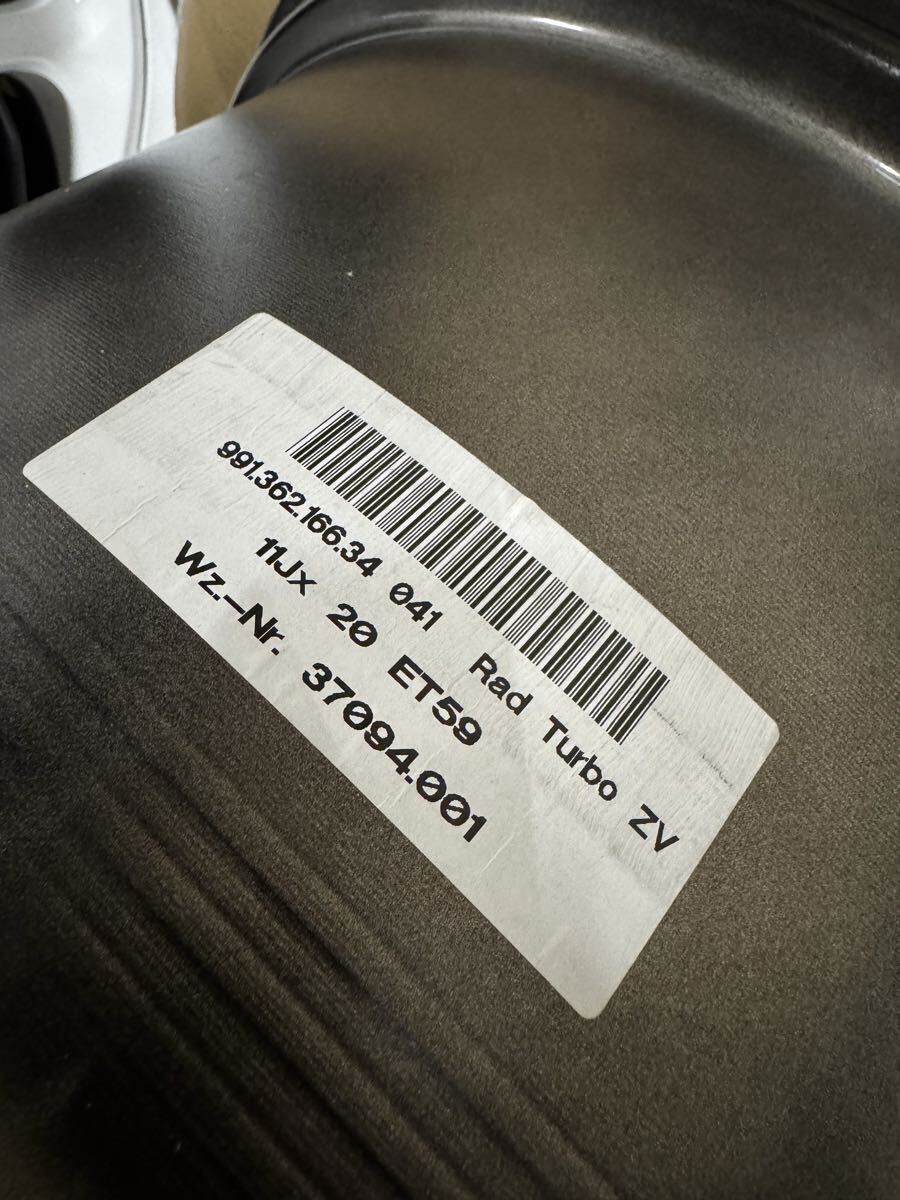 991.362.166.34 041 Rad Turbo ZV
11Jx 20 ET59
Wz.-Nr. 37094.001